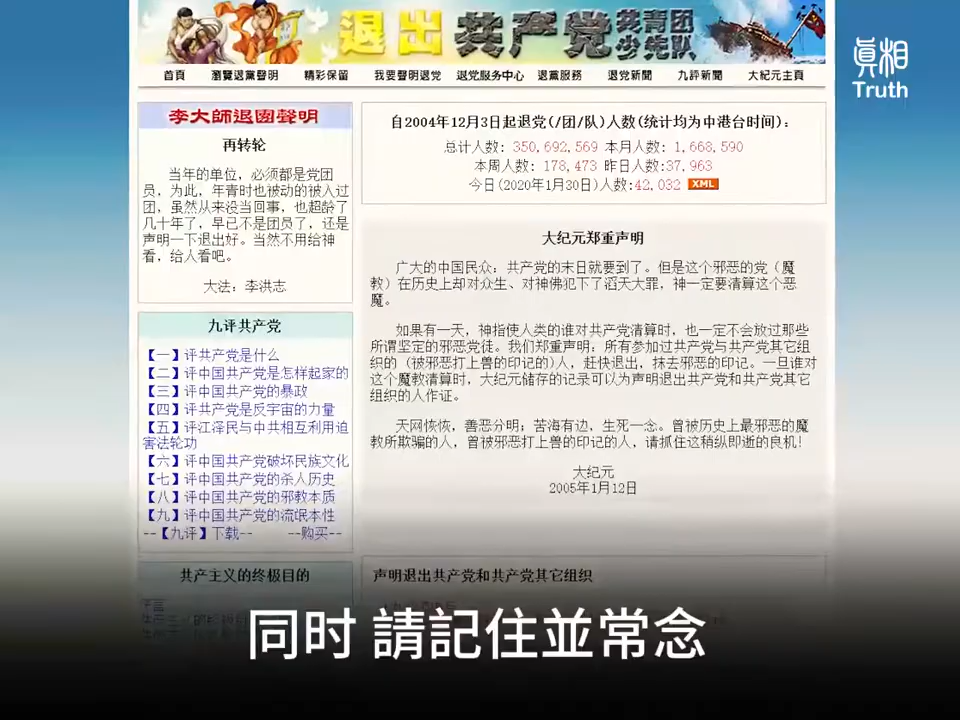 退出共产党 共青团 少先队
真相
Truth
首頁 瀏覽退黨聲明 精彩保留 我要聲明退党 退党服务中心 退黨服務 退党新聞 九評新聞 大紀元主頁
李大師退團聲明
再转轮
当年的单位，必须都是党团
员，为此，年青时也被动的被入过
团，虽然从来没当回事，也超龄了
几十年了，早已不是团员了，还是
声明一下退出好。当然不用给神
看，给人看吧。
大法：李洪志
九评共产党
【一】评共产党是什么
【二】评中国共产党是怎样起家的
【三】评中国共产党的暴政
【四】评共产党是反宇宙的力量
【五】评江泽民与中共相互利用迫
害法轮功
【六】评中国共产党破坏民族文化
【七】评中国共产党的杀人历史
【八】评中国共产党的邪教本质
【九】评中国共产党的流氓本性
--【九评】下载-- --购买--
共产主义的终极目的
自2004年12月3日起退党(/团/队)人数(统计均为中港台时间)：
总计人数: 350,692,569 本月人数: 1,668,590
本周人数: 178,473 昨日人数:37,963
今日(2020年1月30日)人数:42,032 XML
大纪元郑重声明
广大的中国民众：共产党的末日就要到了。但是这个邪恶的党（魔
教）在历史上却对众生、对神佛犯下了滔天大罪，神一定要清算这个恶
魔。
如果有一天，神指使人类的谁对共产党清算时，也一定不会放过那些
所谓坚定的邪恶党徒。我们郑重声明：所有参加过共产党与共产党其它组
织的（被邪恶打上兽的印记的)人，赶快退出，抹去邪恶的印记。一旦谁对
这个魔教清算时，大纪元储存的记录可以为声明退出共产党和共产党其它
组织的人作证。
天网恢恢，善恶分明；苦海有边，生死一念。曾被历史上最邪恶的魔
教所欺骗的人，曾被邪恶打上兽的印记的人，请抓住这稍纵即逝的良机！
大纪元
2005年1月12日
声明退出共产党和共产党其它组织
同时 請記住並常念